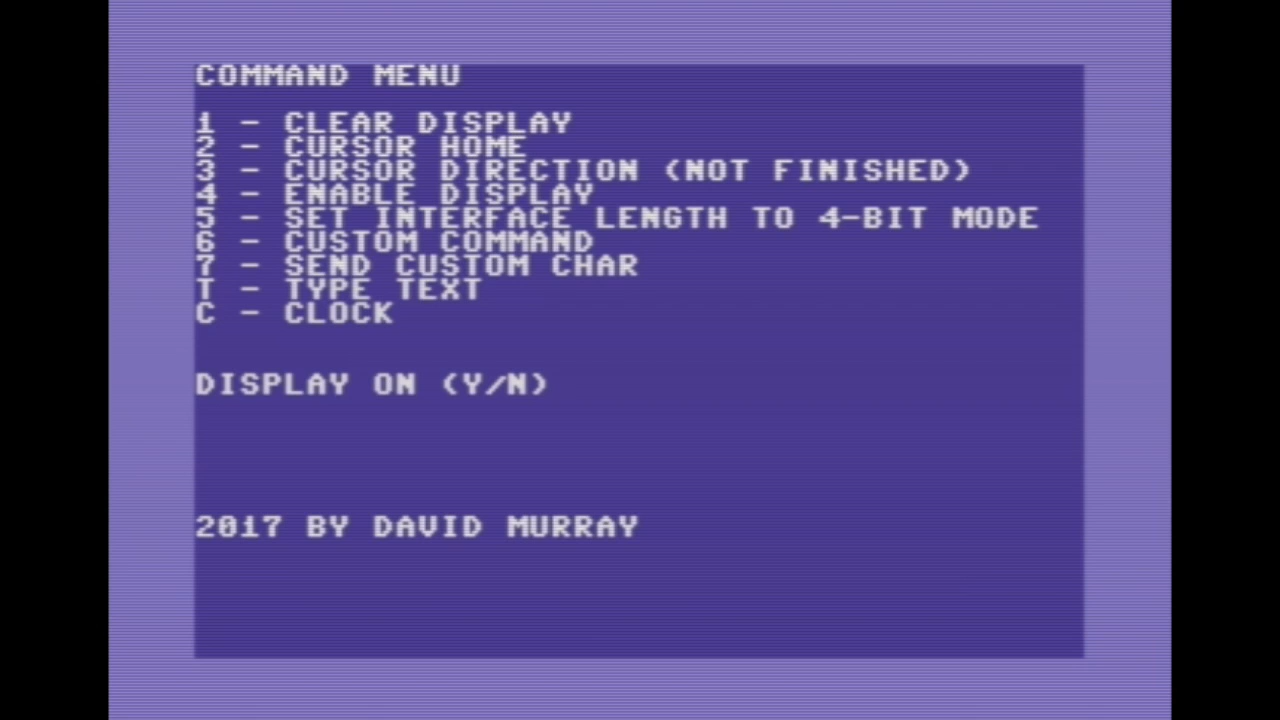 COMMAND MENU
1 - CLEAR DISPLAY
2 - CURSOR HOME
3 - CURSOR DIRECTION (NOT FINISHED)
4 - ENABLE DISPLAY
5 - SET INTERFACE LENGTH TO 4-BIT MODE
6 - CUSTOM COMMAND
7 - SEND CUSTOM CHAR
T - TYPE TEXT
C - CLOCK
DISPLAY ON (Y/N)
2017 BY DAVID MURRAY